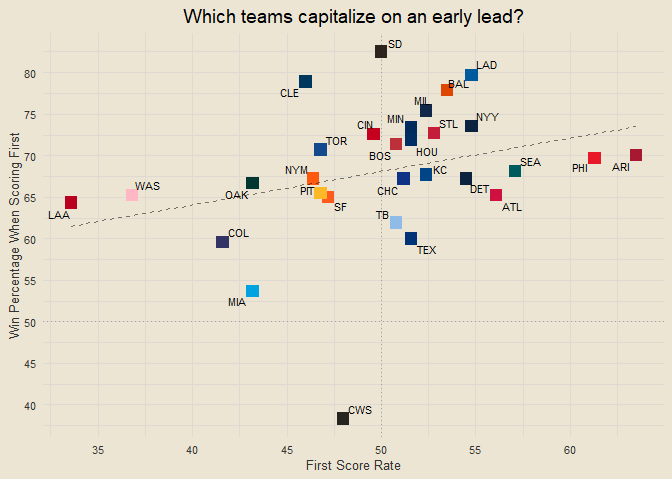 Which teams capitalize on an early lead?
SD
LAD
80
BAL
CLE
MIL
75
NYY
MIN
STL
CIN
TOR
HOU
70
BOS
SEA
PHI
ARI
NYM
KC
WAS
OAK
PIT
CHC
DET
65
LAA
SF
ATL
TB
COL
60
TEX
55
MIA
50
45
40
CWS
Win Percentage When Scoring First
35
40
45
50
55
60
First Score Rate